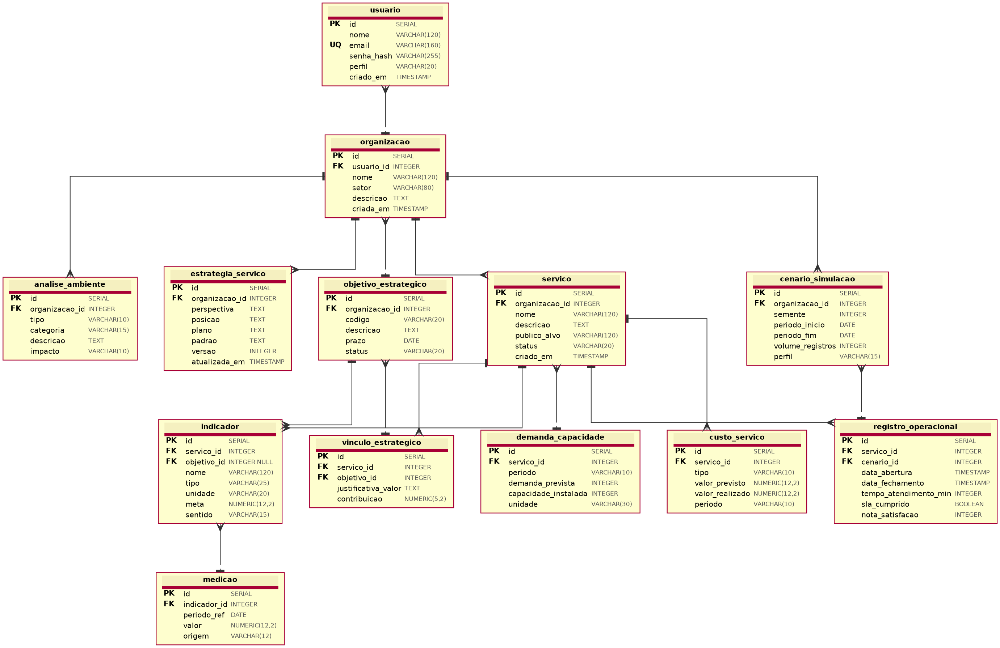 usuario
PK id SERIAL
nome VARCHAR(120)
UQ email VARCHAR(160)
senha_hash VARCHAR(255)
perfil VARCHAR(20)
criado_em TIMESTAMP
organizacao
PK id SERIAL
FK usuario_id INTEGER
nome VARCHAR(120)
setor VARCHAR(80)
descricao TEXT
criada_em TIMESTAMP
analise_ambiente
PK id SERIAL
FK organizacao_id INTEGER
tipo VARCHAR(10)
categoria VARCHAR(15)
descricao TEXT
impacto VARCHAR(10)
estrategia_servico
PK id SERIAL
FK organizacao_id INTEGER
perspectiva TEXT
posicao TEXT
plano TEXT
padrao TEXT
versao INTEGER
atualizada_em TIMESTAMP
objetivo_estrategico
PK id SERIAL
FK organizacao_id INTEGER
codigo VARCHAR(20)
descricao TEXT
prazo DATE
status VARCHAR(20)
servico
PK id SERIAL
FK organizacao_id INTEGER
nome VARCHAR(120)
descricao TEXT
publico_alvo VARCHAR(120)
status VARCHAR(20)
criado_em TIMESTAMP
cenario_simulacao
PK id SERIAL
FK organizacao_id INTEGER
semente INTEGER
periodo_inicio DATE
periodo_fim DATE
volume_registros INTEGER
perfil VARCHAR(15)
indicador
PK id SERIAL
FK servico_id INTEGER
FK objetivo_id INTEGER NULL
nome VARCHAR(120)
tipo VARCHAR(25)
unidade VARCHAR(20)
meta NUMERIC(12,2)
sentido VARCHAR(15)
vinculo_estrategico
PK id SERIAL
FK servico_id INTEGER
FK objetivo_id INTEGER
justificativa_valor TEXT
contribuicao NUMERIC(5,2)
demanda_capacidade
PK id SERIAL
FK servico_id INTEGER
periodo VARCHAR(10)
demanda_prevista INTEGER
capacidade_instalada INTEGER
unidade VARCHAR(30)
custo_servico
PK id SERIAL
FK servico_id INTEGER
tipo VARCHAR(10)
valor_previsto NUMERIC(12,2)
valor_realizado NUMERIC(12,2)
periodo VARCHAR(10)
registro_operacional
PK id SERIAL
FK servico_id INTEGER
FK cenario_id INTEGER
data_abertura TIMESTAMP
data_fechamento TIMESTAMP
tempo_atendimento_min INTEGER
sla_cumprido BOOLEAN
nota_satisfacao INTEGER
medicao
PK id SERIAL
FK indicador_id INTEGER
periodo_ref DATE
valor NUMERIC(12,2)
origem VARCHAR(12)